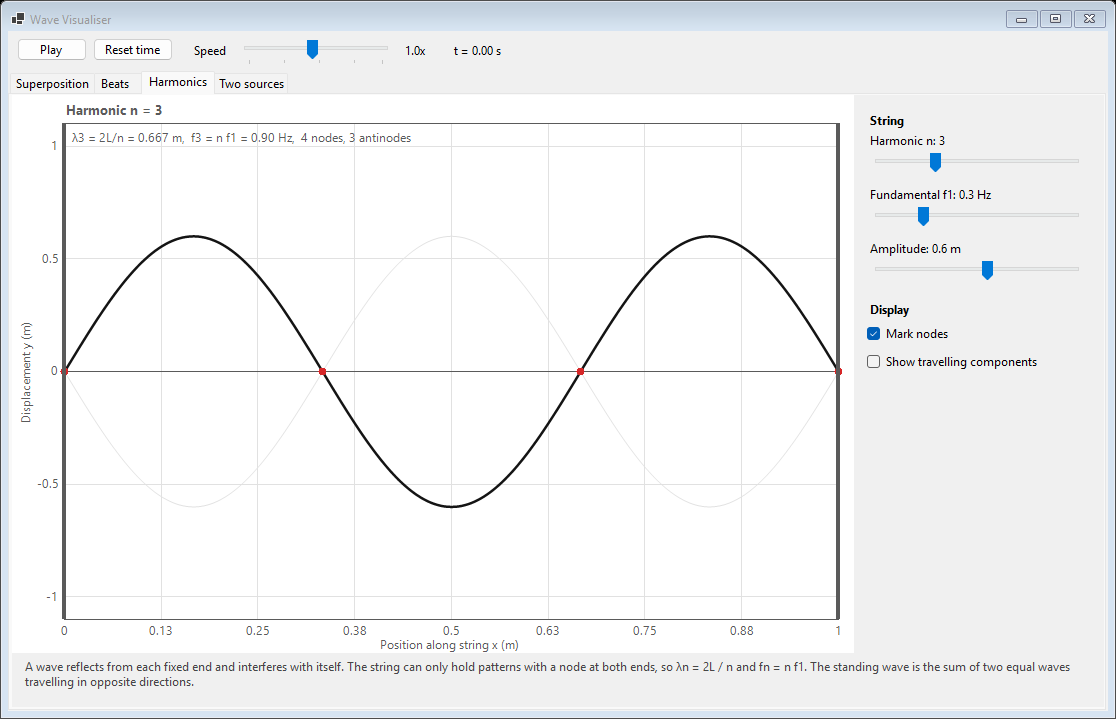 Wave Visualiser
Play
Reset time
Speed
1.0x
t = 0.00 s
Superposition
Beats
Harmonics
Two sources
Harmonic n = 3
λ3 = 2L/n = 0.667 m, f3 = n f1 = 0.90 Hz, 4 nodes, 3 antinodes
1
0.5
0
-0.5
-1
Displacement y (m)
0
0.13
0.25
0.38
0.5
0.63
0.75
0.88
1
Position along string x (m)
String
Harmonic n: 3
Fundamental f1: 0.3 Hz
Amplitude: 0.6 m
Display
Mark nodes
Show travelling components
A wave reflects from each fixed end and interferes with itself. The string can only hold patterns with a node at both ends, so λn = 2L / n and fn = n f1. The standing wave is the sum of two equal waves
travelling in opposite directions.